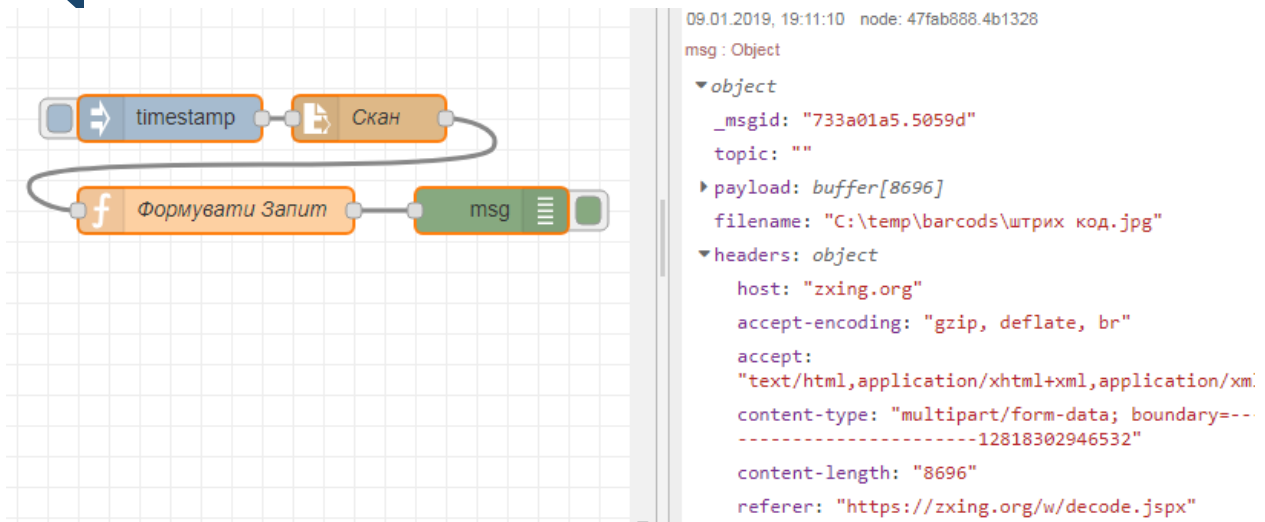 timestamp
Скан
Формувати Запит
msg
09.01.2019, 19:11:10 node: 47fab888.4b1328
msg : Object
object
_msgid: "733a01a5.5059d"
topic: ""
payload: buffer[8696]
filename: "C:\temp\barcods\штрих код.jpg"
headers: object
host: "zxing.org"
accept-encoding: "gzip, deflate, br"
accept:
"text/html,application/xhtml+xml,application/xml
content-type: "multipart/form-data; boundary=---
-----------------------12818302946532"
content-length: "8696"
referer: "https://zxing.org/w/decode.jspx"